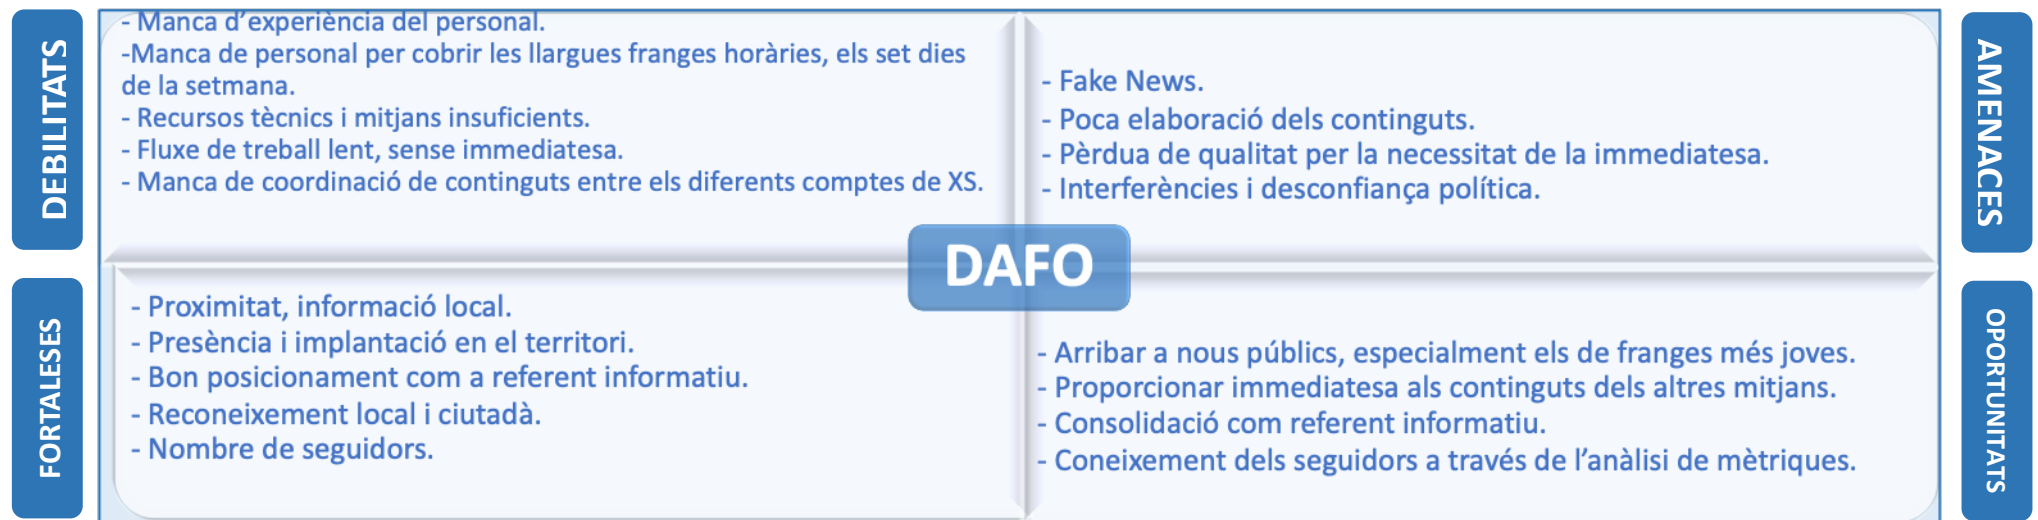 DEBILITATS
- Manca d'experiència del personal.
-Manca de personal per cobrir les llargues franges horàries, els set dies
de la setmana.
- Recursos tècnics i mitjans insuficients.
- Fluxe de treball lent, sense immediatesa.
- Manca de coordinació de continguts entre els diferents comptes de XS.
- Fake News.
- Poca elaboració dels continguts.
- Pèrdua de qualitat per la necessitat de la immediatesa.
- Interferències i desconfiança política.
AMENACES
DAFO
FORTALESES
- Proximitat, informació local.
- Presència i implantació en el territori.
- Bon posicionament com a referent informatiu.
- Reconeixement local i ciutadà.
- Nombre de seguidors.
- Arribar a nous públics, especialment els de franges més joves.
- Proporcionar immediatesa als continguts dels altres mitjans.
- Consolidació com referent informatiu.
- Coneixement dels seguidors a través de l'anàlisi de mètriques.
OPORTUNITATS